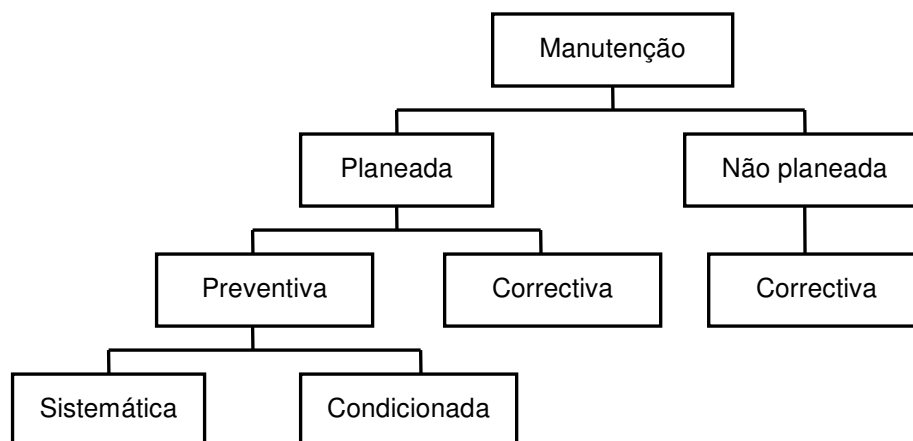 Manutenção
Planeada
Não planeada
Preventiva
Correctiva
Correctiva
Sistemática
Condicionada